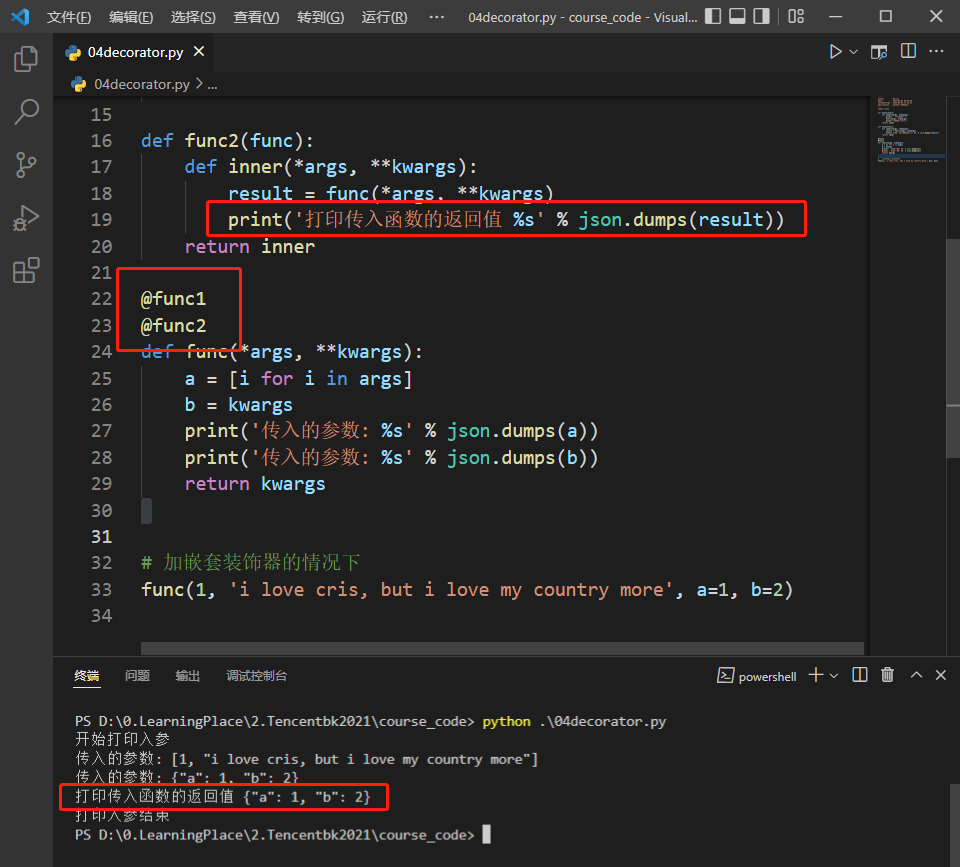 文件(F) 编辑(E) 选择(S) 查看(V) 转到(G) 运行(R) ··· 04decorator.py - course_code - Visual...
04decorator.py
04decorator.py > ...
15
16 def func2(func):
17     def inner(*args, **kwargs):
18         result = func(*args, **kwargs)
19         print('打印传入函数的返回值 %s' % json.dumps(result))
20     return inner
21
22 @func1
23 @func2
24 def func(*args, **kwargs):
25     a = [i for i in args]
26     b = kwargs
27     print('传入的参数: %s' % json.dumps(a))
28     print('传入的参数: %s' % json.dumps(b))
29     return kwargs
30
31
32 # 加嵌套装饰器的情况下
33 func(1, 'i love cris, but i love my country more', a=1, b=2)
34
终端 问题 输出 调试控制台 powershell
PS D:\0.LearningPlace\2.Tencentbk2021\course_code> python .\04decorator.py
开始打印入参
传入的参数: [1, "i love cris, but i love my country more"]
传入的参数: {"a": 1, "b": 2}
打印传入函数的返回值 {"a": 1, "b": 2}
打印入参结束
PS D:\0.LearningPlace\2.Tencentbk2021\course_code>